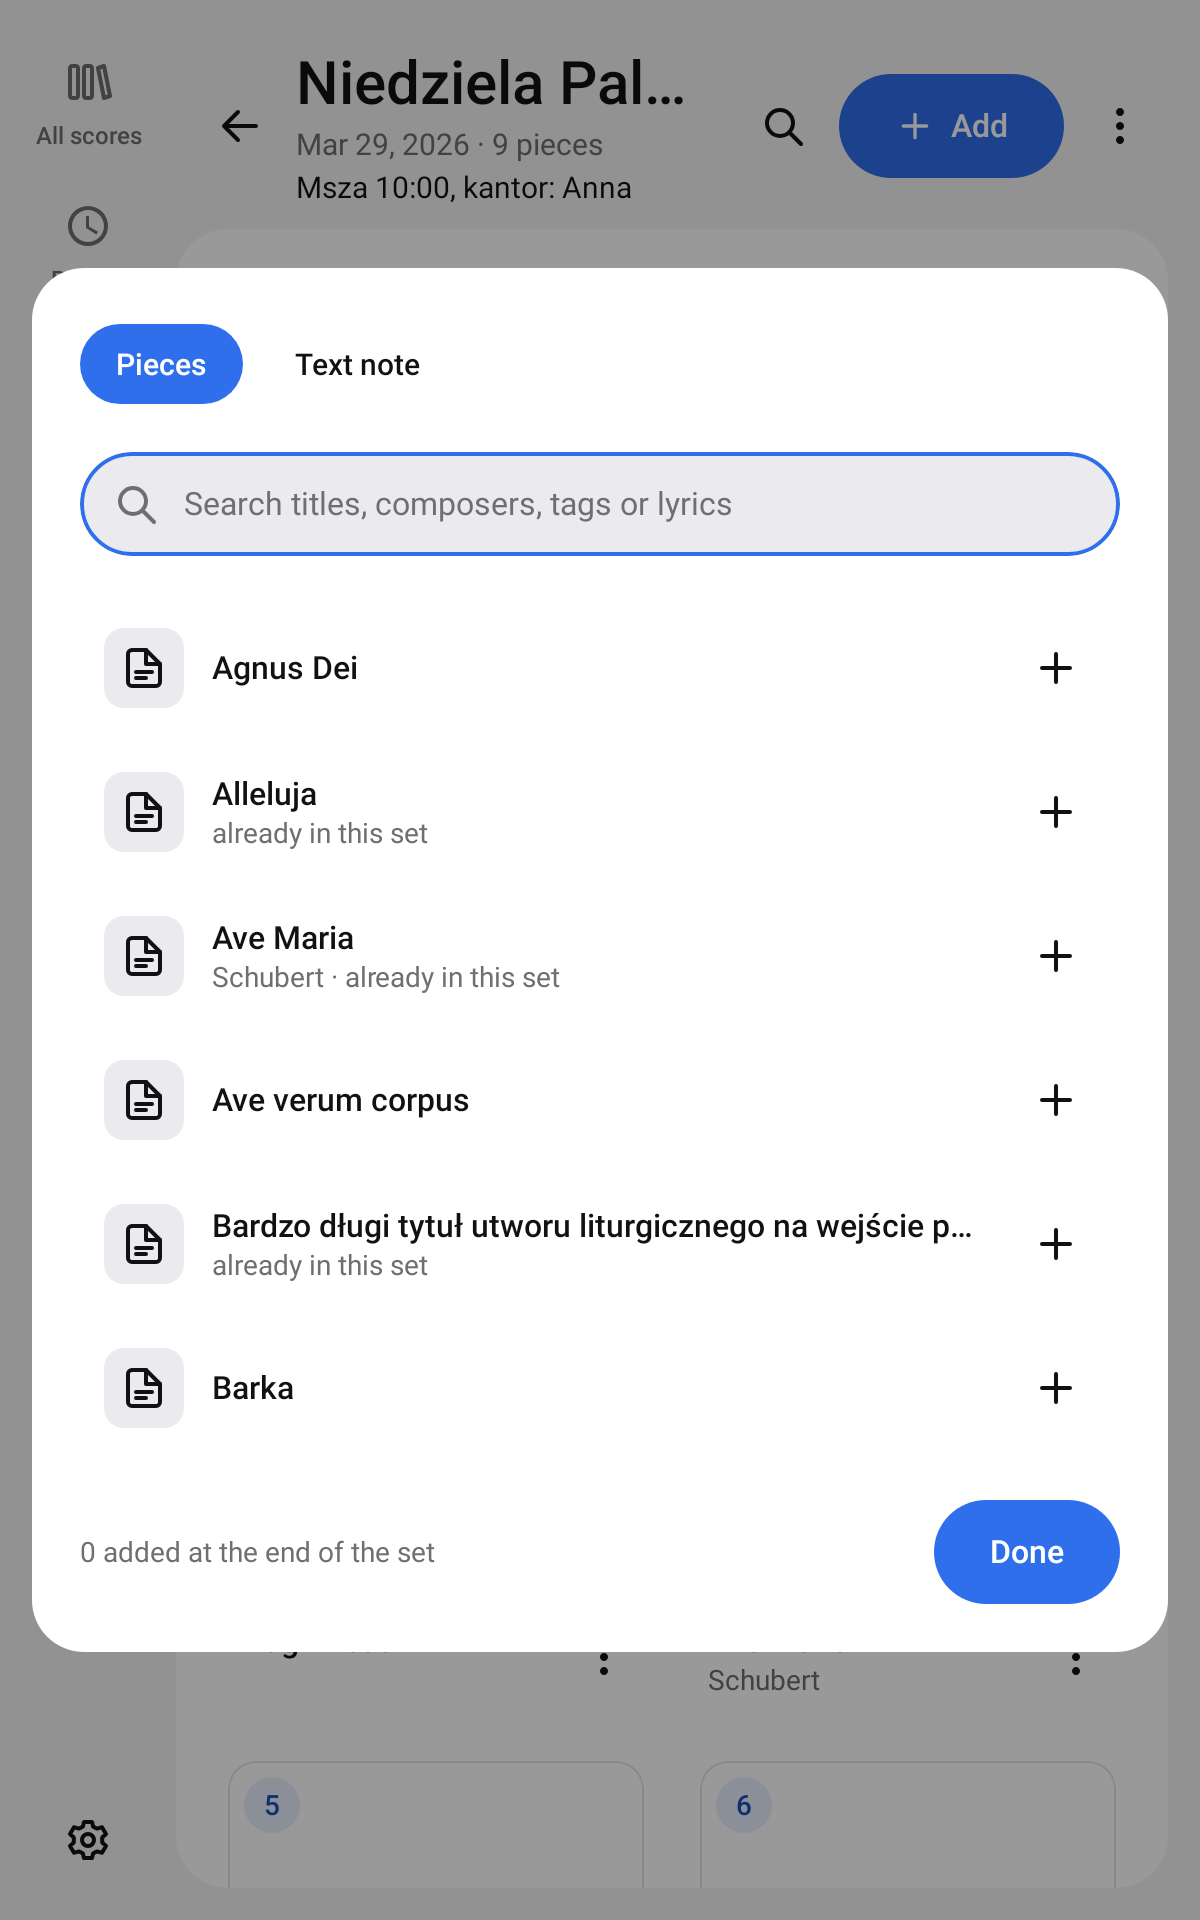 All scores
Niedziela Pal...
Mar 29, 2026 · 9 pieces
Msza 10:00, kantor: Anna
Add
Pieces
Text note
Search titles, composers, tags or lyrics
Agnus Dei
Alleluja
already in this set
Ave Maria
Schubert · already in this set
Ave verum corpus
Bardzo długi tytuł utworu liturgicznego na wejście p...
already in this set
Barka
0 added at the end of the set
Done
Schubert
5
6